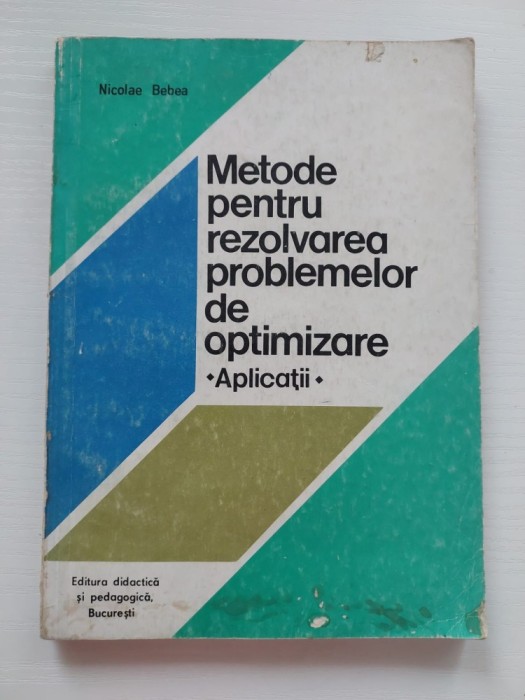 Nicolae Bebea
Metode
pentru
rezolvarea
problemelor
de
optimizare
•Aplicații•
Editura didactică
și pedagogică,
București